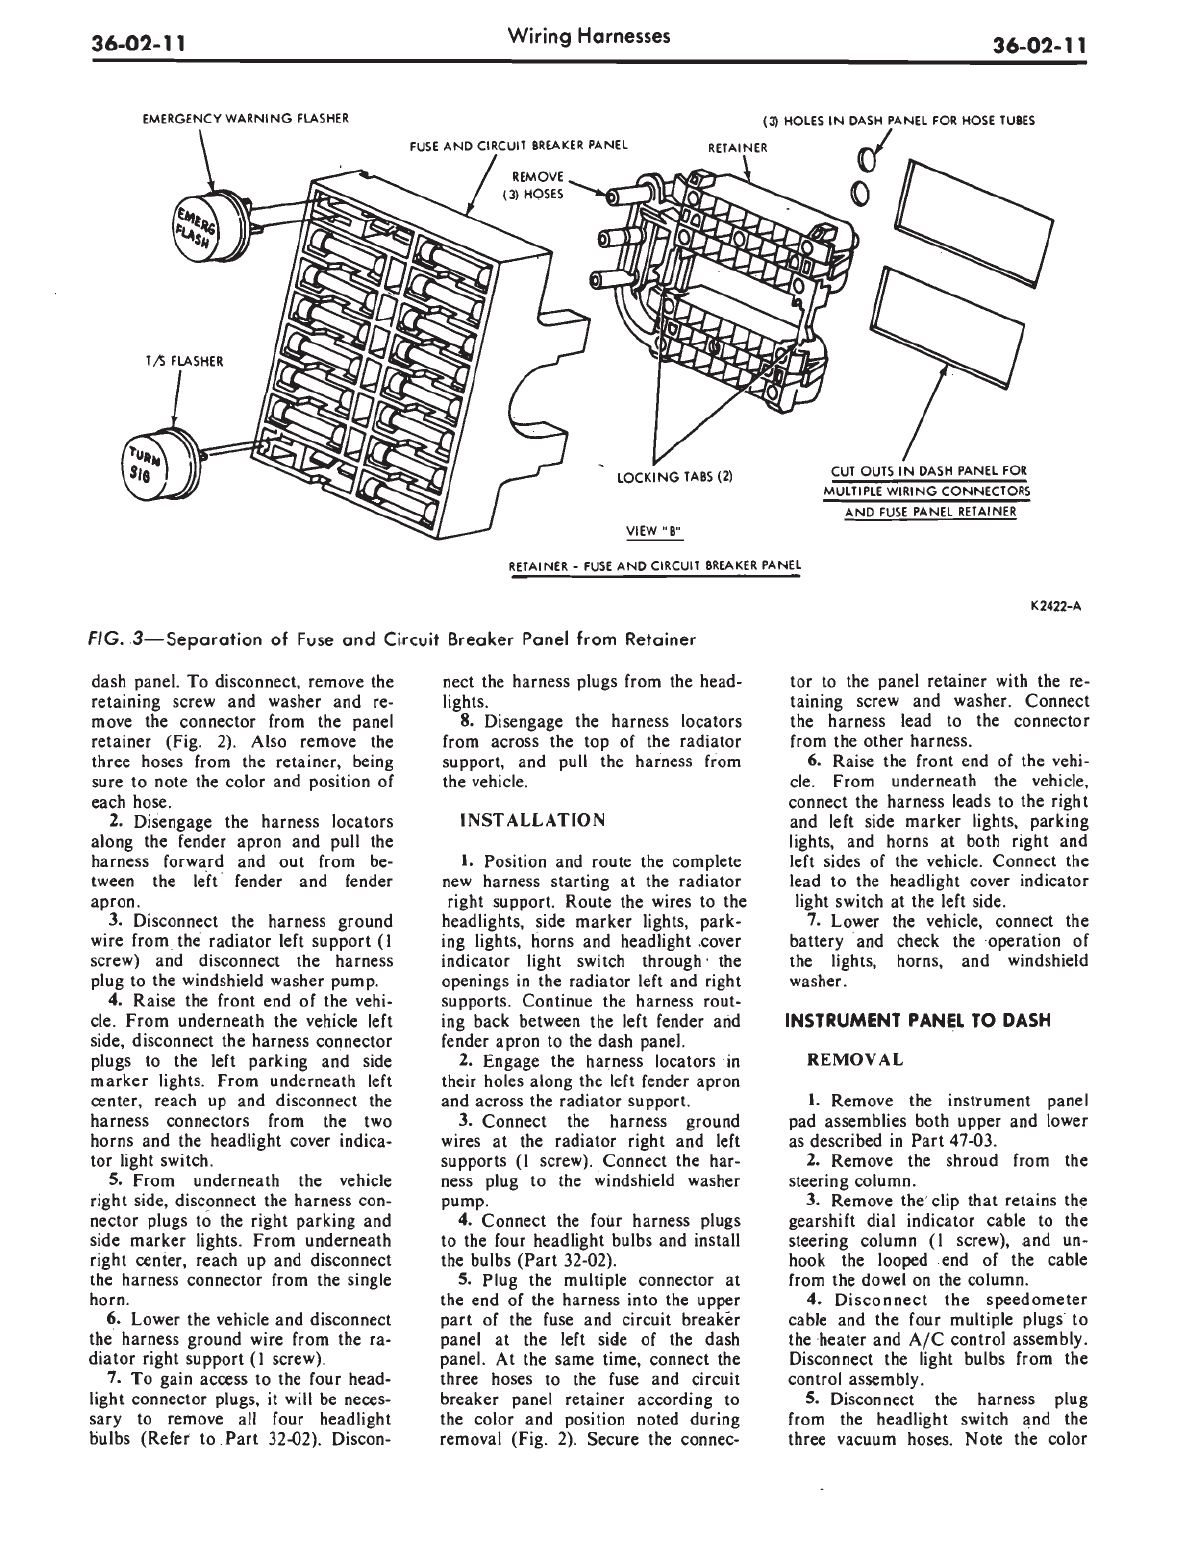 36-02-11
Wiring Harnesses
36-02-11
EMERGENCY WARNING FLASHER
(3) HOLES IN DASH PANEL FOR HOSE TUBES
FUSE AND CIRCUIT BREAKER PANEL
RETAINER
REMOVE
(3) HOSES
EMERG
FLASH
T/S FLASHER
TURN
SIG
LOCKING TABS (2)
CUT OUTS IN DASH PANEL FOR
MULTIPLE WIRING CONNECTORS
AND FUSE PANEL RETAINER
VIEW "B"
RETAINER - FUSE AND CIRCUIT BREAKER PANEL
K2422-A
FIG. 3—Separation of Fuse and Circuit Breaker Panel from Retainer
dash panel. To disconnect, remove the
retaining screw and washer and re-
move the connector from the panel
retainer (Fig. 2). Also remove the
three hoses from the retainer, being
sure to note the color and position of
each hose.
2. Disengage the harness locators
along the fender apron and pull the
harness forward and out from be-
tween the left fender and fender
apron.
3. Disconnect the harness ground
wire from the radiator left support (1
screw) and disconnect the harness
plug to the windshield washer pump.
4. Raise the front end of the vehi-
cle. From underneath the vehicle left
side, disconnect the harness connector
plugs to the left parking and side
marker lights. From underneath left
center, reach up and disconnect the
harness connectors from the two
horns and the headlight cover indica-
tor light switch.
5. From underneath the vehicle
right side, disconnect the harness con-
nector plugs to the right parking and
side marker lights. From underneath
right center, reach up and disconnect
the harness connector from the single
horn.
6. Lower the vehicle and disconnect
the harness ground wire from the ra-
diator right support (1 screw).
7. To gain access to the four head-
light connector plugs, it will be neces-
sary to remove all four headlight
bulbs (Refer to Part 32-02). Discon-
nect the harness plugs from the head-
lights.
8. Disengage the harness locators
from across the top of the radiator
support, and pull the harness from
the vehicle.
INSTALLATION
1. Position and route the complete
new harness starting at the radiator
right support. Route the wires to the
headlights, side marker lights, park-
ing lights, horns and headlight cover
indicator light switch through the
openings in the radiator left and right
supports. Continue the harness rout-
ing back between the left fender and
fender apron to the dash panel.
2. Engage the harness locators in
their holes along the left fender apron
and across the radiator support.
3. Connect the harness ground
wires at the radiator right and left
supports (1 screw). Connect the har-
ness plug to the windshield washer
pump.
4. Connect the four harness plugs
to the four headlight bulbs and install
the bulbs (Part 32-02).
5. Plug the multiple connector at
the end of the harness into the upper
part of the fuse and circuit breaker
panel at the left side of the dash
panel. At the same time, connect the
three hoses to the fuse and circuit
breaker panel retainer according to
the color and position noted during
removal (Fig. 2). Secure the connec-
tor to the panel retainer with the re-
taining screw and washer. Connect
the harness lead to the connector
from the other harness.
6. Raise the front end of the vehi-
cle. From underneath the vehicle,
connect the harness leads to the right
and left side marker lights, parking
lights, and horns at both right and
left sides of the vehicle. Connect the
lead to the headlight cover indicator
light switch at the left side.
7. Lower the vehicle, connect the
battery and check the operation of
the lights, horns, and windshield
washer.
INSTRUMENT PANEL TO DASH
REMOVAL
1. Remove the instrument panel
pad assemblies both upper and lower
as described in Part 47-03.
2. Remove the shroud from the
steering column.
3. Remove the clip that retains the
gearshift dial indicator cable to the
steering column (1 screw), and un-
hook the looped end of the cable
from the dowel on the column.
4. Disconnect the speedometer
cable and the four multiple plugs to
the heater and A/C control assembly.
Disconnect the light bulbs from the
control assembly.
5. Disconnect the harness plug
from the headlight switch and the
three vacuum hoses. Note the color